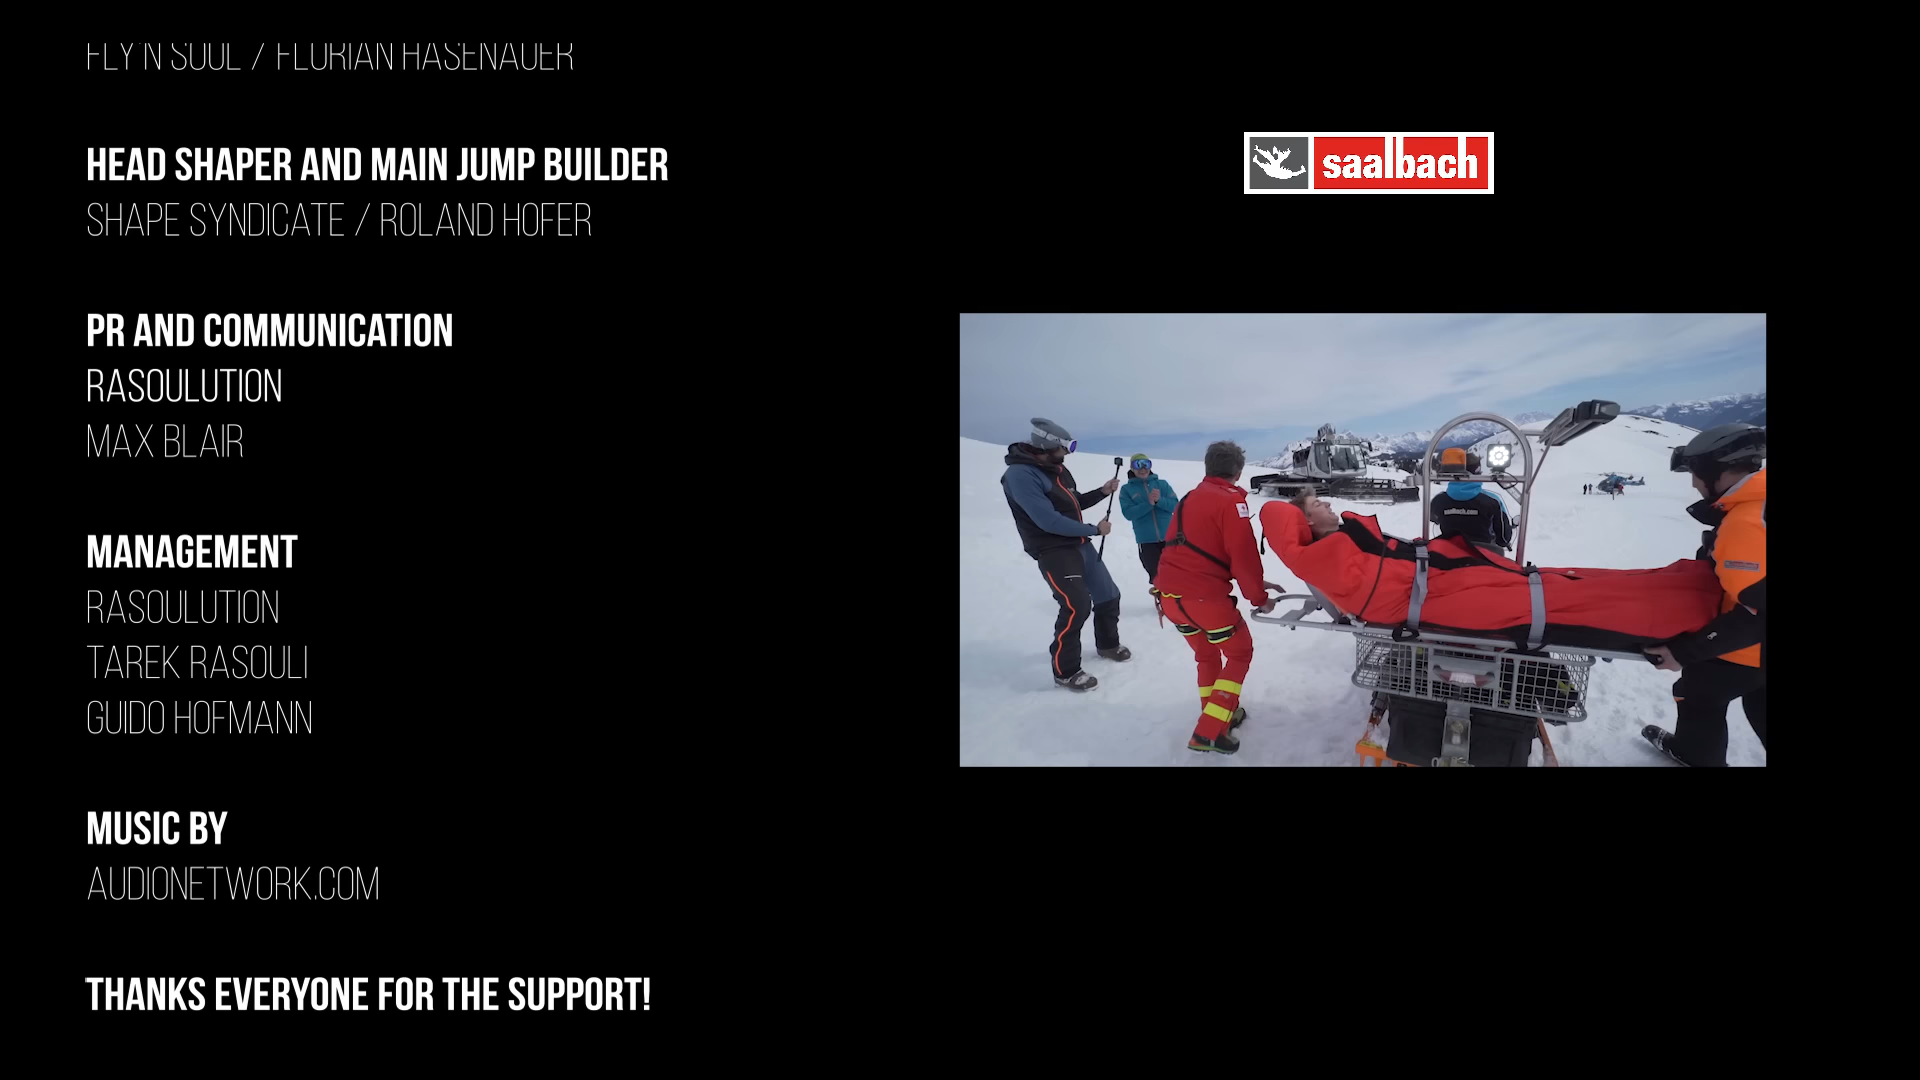 FLY'N SOUL / FLORIAN HASENAUER
HEAD SHAPER AND MAIN JUMP BUILDER
SHAPE SYNDICATE / ROLAND HOFER
PR AND COMMUNICATION
RASOULUTION
MAX BLAIR
MANAGEMENT
RASOULUTION
TAREK RASOULI
GUIDO HOFMANN
MUSIC BY
AUDIONETWORK.COM
THANKS EVERYONE FOR THE SUPPORT!
saalbach